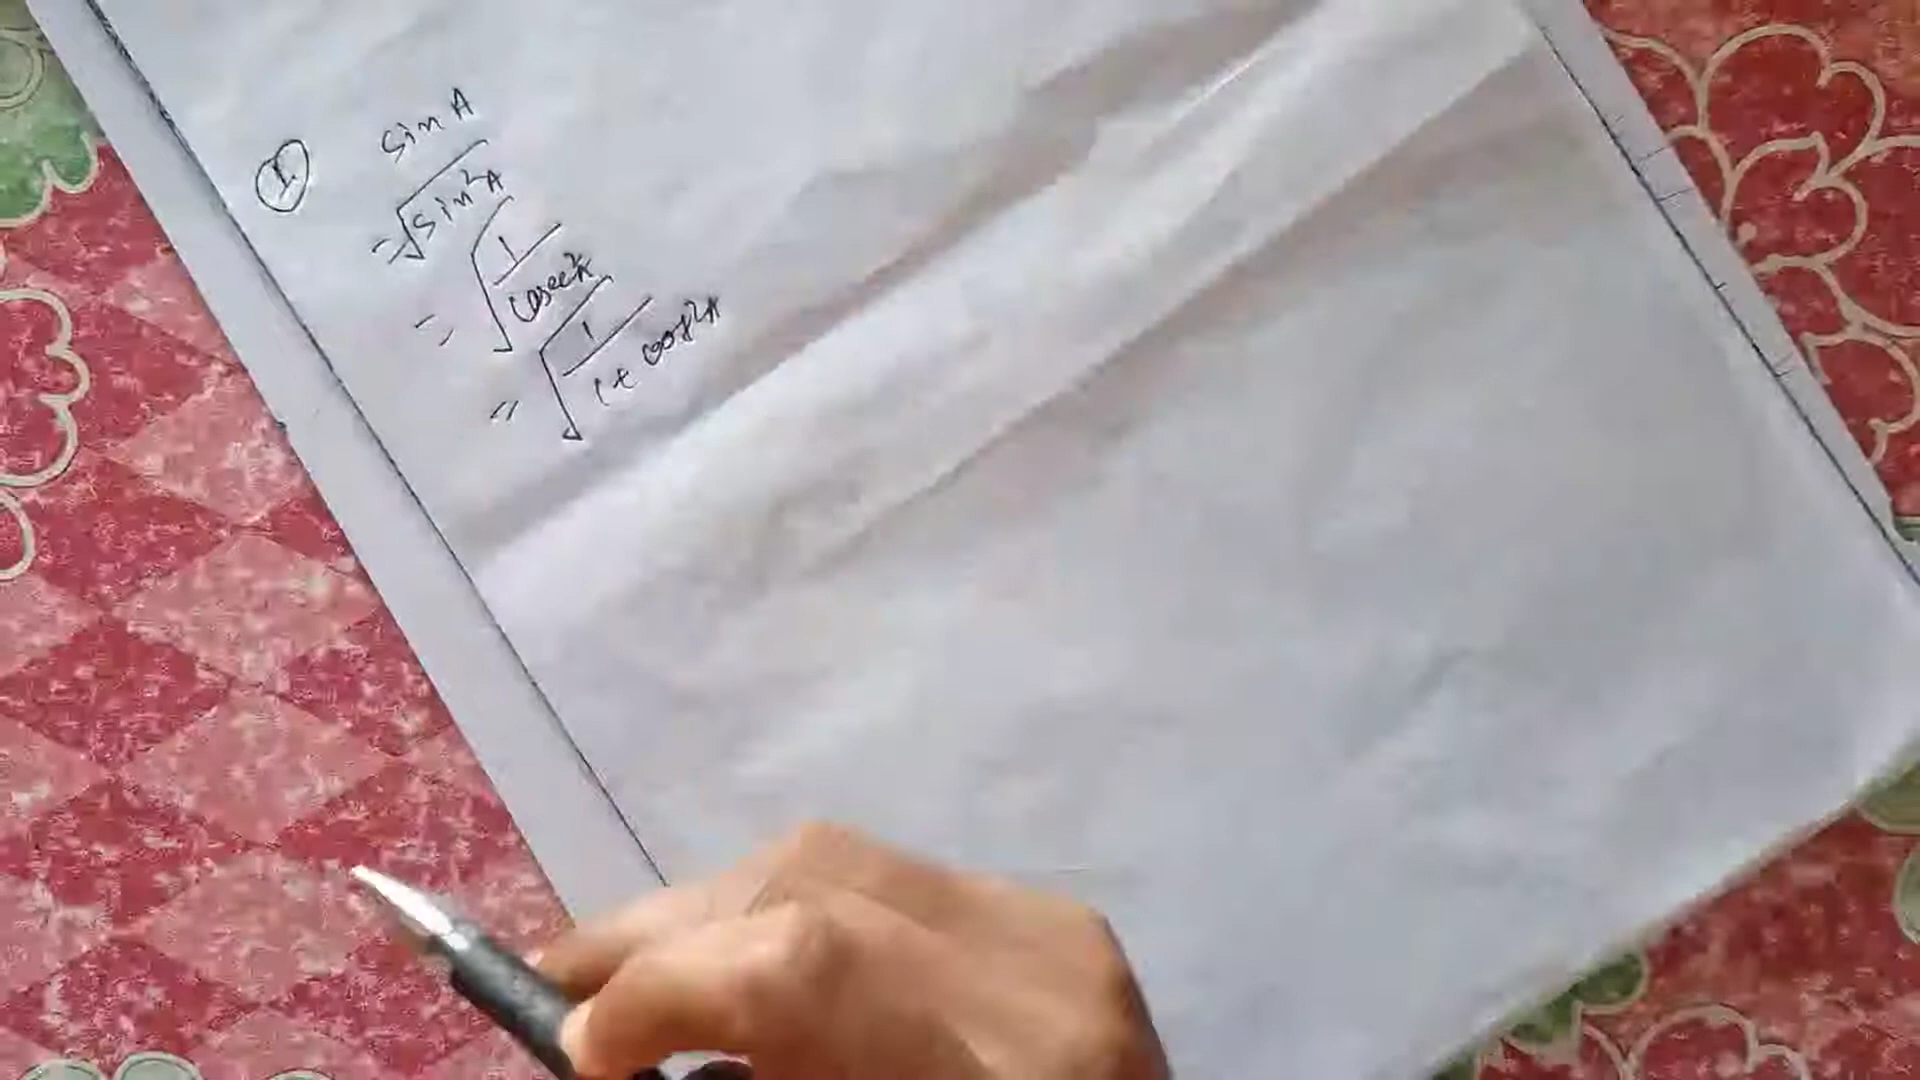 ① sin A
= √sin²A
= √1/cosec²A
= √1/1+cot²A